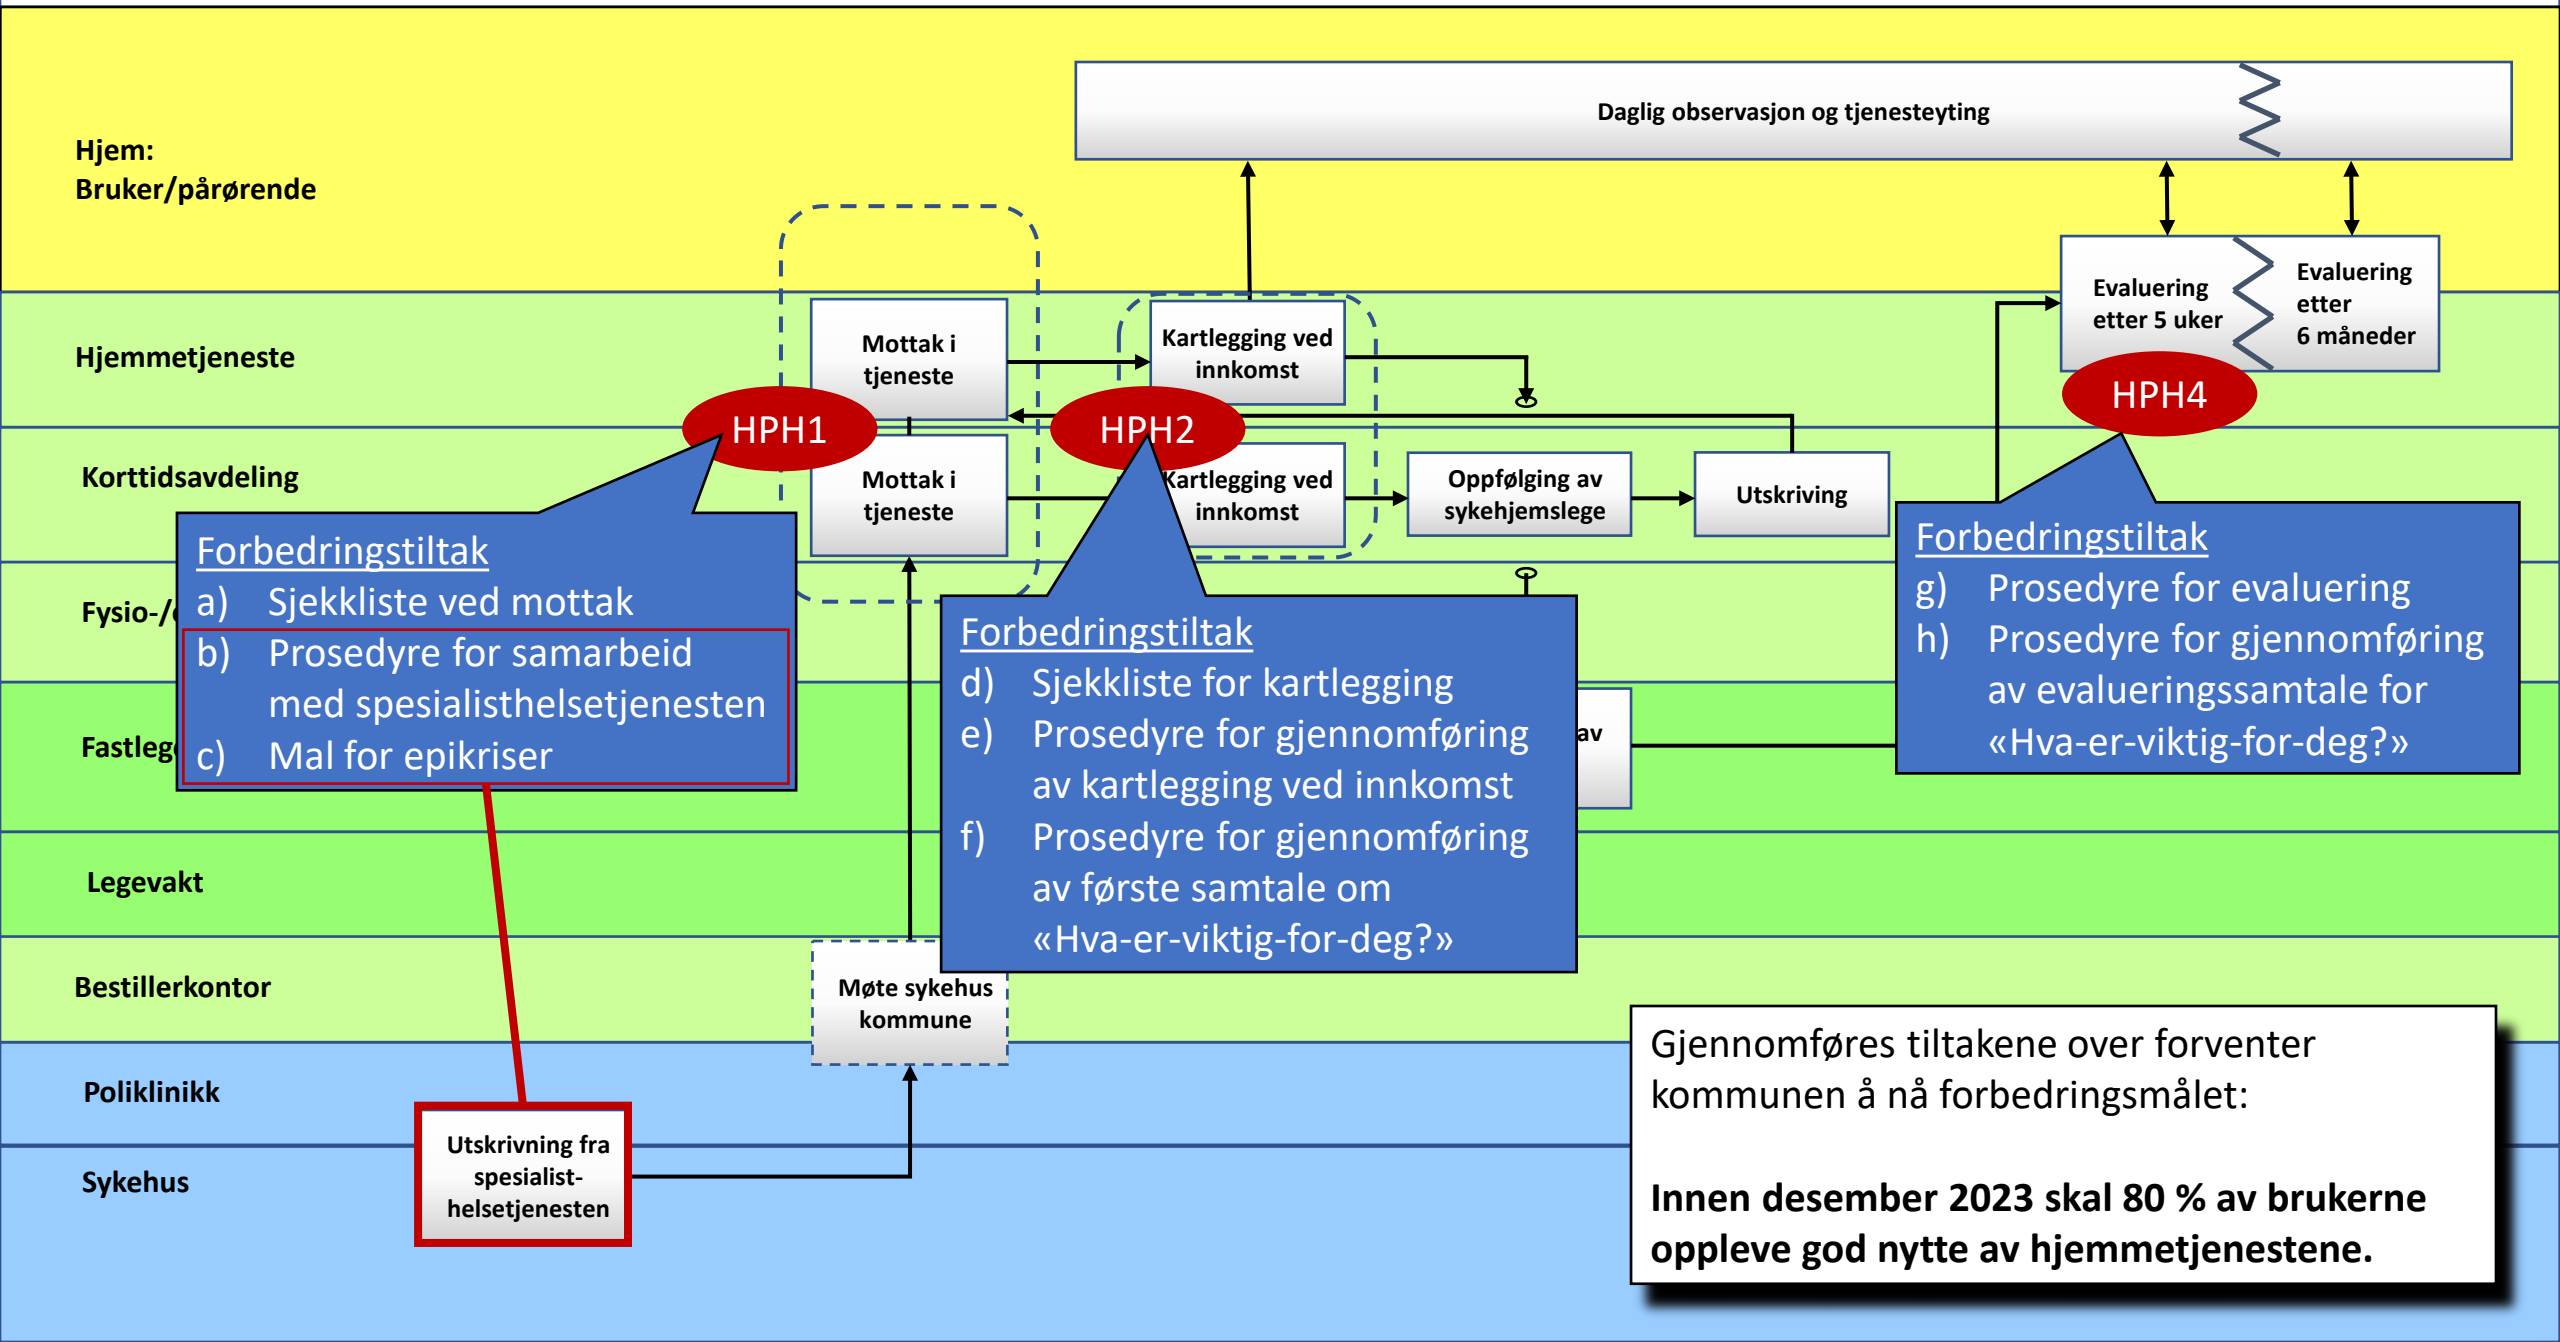 Daglig observasjon og tjenesteyting
Hjem:
Bruker/pårørende
Evaluering
etter 5 uker
Evaluering
etter
6 måneder
Hjemmetjeneste
Mottak i
tjeneste
Kartlegging ved
innkomst
HPH1
HPH2
HPH4
Korttidsavdeling
Mottak i
tjeneste
Kartlegging ved
innkomst
Oppfølging av
sykehjemslege
Utskriving
Forbedringstiltak
a) Sjekkliste ved mottak
b) Prosedyre for samarbeid
med spesialisthelsetjenesten
c) Mal for epikriser
Forbedringstiltak
d) Sjekkliste for kartlegging
e) Prosedyre for gjennomføring
av kartlegging ved innkomst
f) Prosedyre for gjennomføring
av første samtale om
«Hva-er-viktig-for-deg?»
Forbedringstiltak
g) Prosedyre for evaluering
h) Prosedyre for gjennomføring
av evalueringssamtale for
«Hva-er-viktig-for-deg?»
Fysio-/
Fastleg
av
Legevakt
Bestillerkontor
Møte sykehus
kommune
Poliklinikk
Sykehus
Utskrivning fra
spesialist-
helsetjenesten
Gjennomføres tiltakene over forventer
kommunen å nå forbedringsmålet:
Innen desember 2023 skal 80 % av brukerne
oppleve god nytte av hjemmetjenestene.